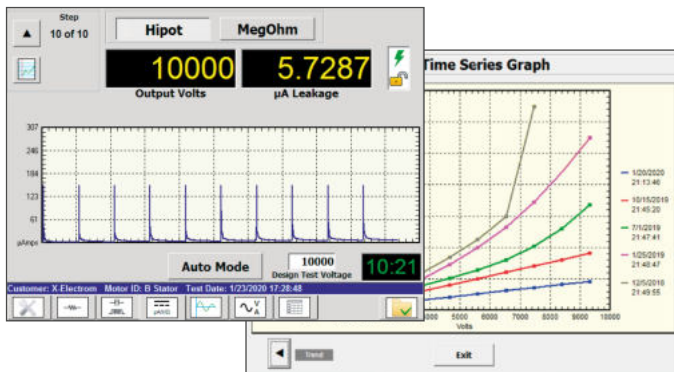 Step
10 of 10
Hipot
MegOhm
10000
5.7287
Output Volts
µA Leakage
307
246
184
123
61
µAmps
Auto Mode
10000
Design Test Voltage
10:21
Customer: X-Electrom Motor ID: B Stator Test Date: 1/23/2020 17:28:48
µA/MΩ
V
A
Time Series Graph
1/20/2020
21:13:46
10/15/2019
21:45:20
7/1/2019
21:47:41
1/25/2019
21:48:47
12/5/2018
21:49:55
5000
6000
7000
8000
9000
10000
Volts
Trend
Exit